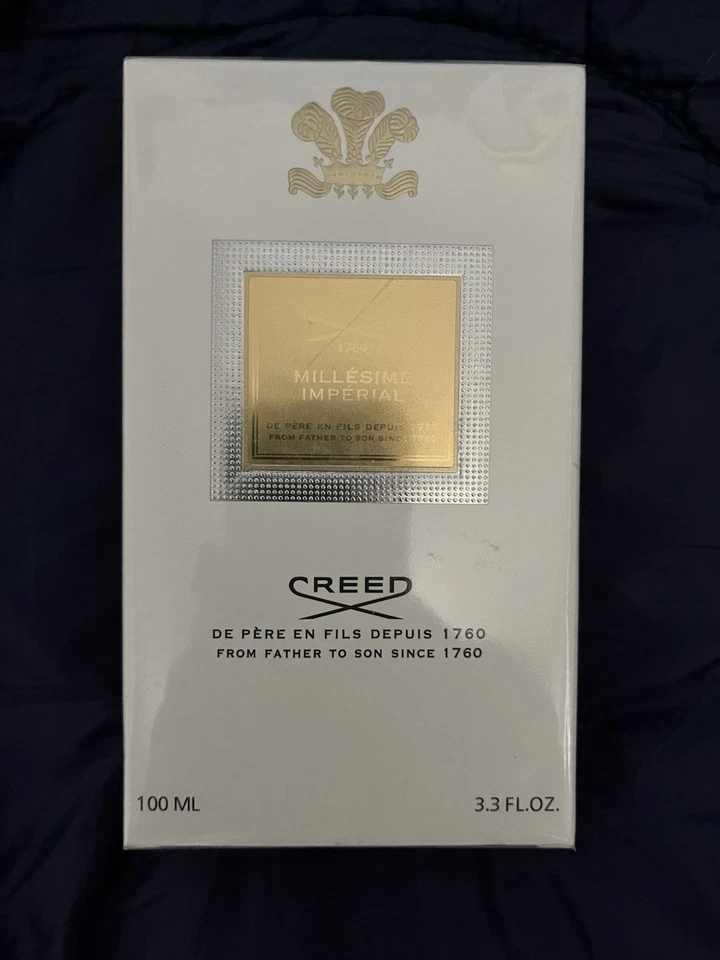 1760
MILLÉSIME
IMPÉRIAL
DE PÈRE EN FILS DEPUIS 1760
FROM FATHER TO SON SINCE 1760
CREED
DE PÈRE EN FILS DEPUIS 1760
FROM FATHER TO SON SINCE 1760
100 ML
3.3 FL.OZ.